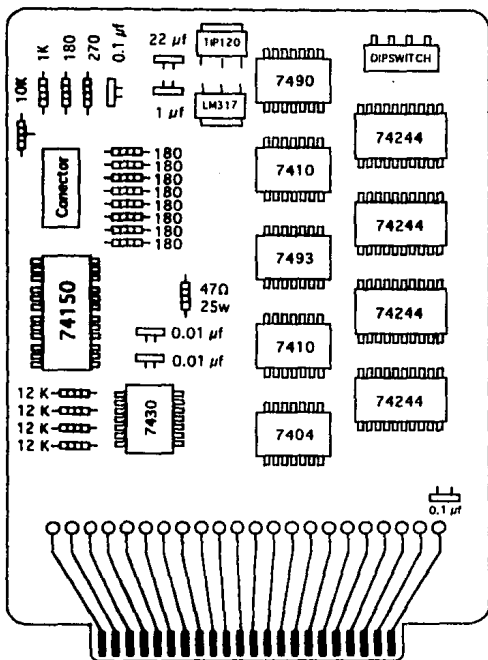 10K
1K
180
270
0.1 µf
22 µf
1 µf
TIP120
LM317
7490
DIPSWITCH
74244
7410
Conector
180
180
180
180
180
180
180
180
74244
7493
74150
47Ω
25w
74244
0.01 µf
0.01 µf
7410
74244
12 K
12 K
12 K
12 K
7430
7404
0.1 µf